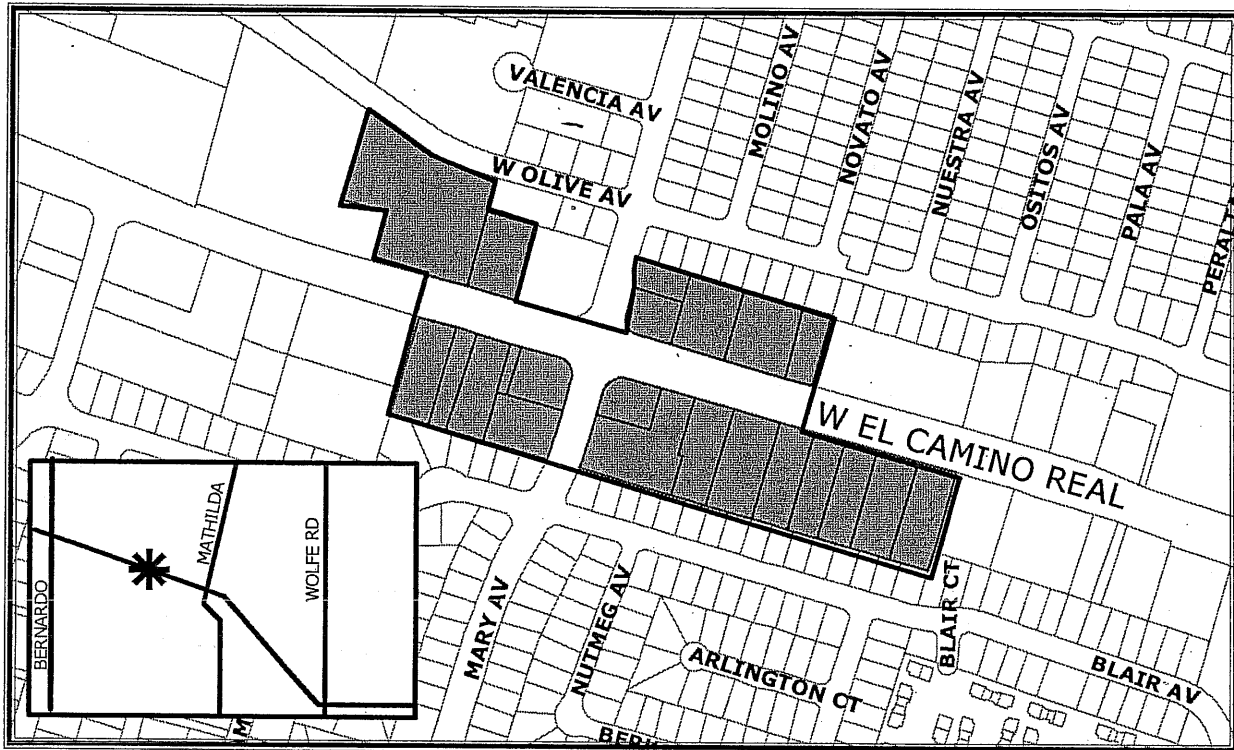 VALENCIA AV
W OLIVE AV
MOLINO AV
NOVATO AV
NUESTRA AV
OSITOS AV
PALA AV
W EL CAMINO REAL
MARY AV
NUTMEG AV
ARLINGTON CT
BLAIR CT
BLAIR AV
BERNARDO
MATHILDA
WOLFE RD